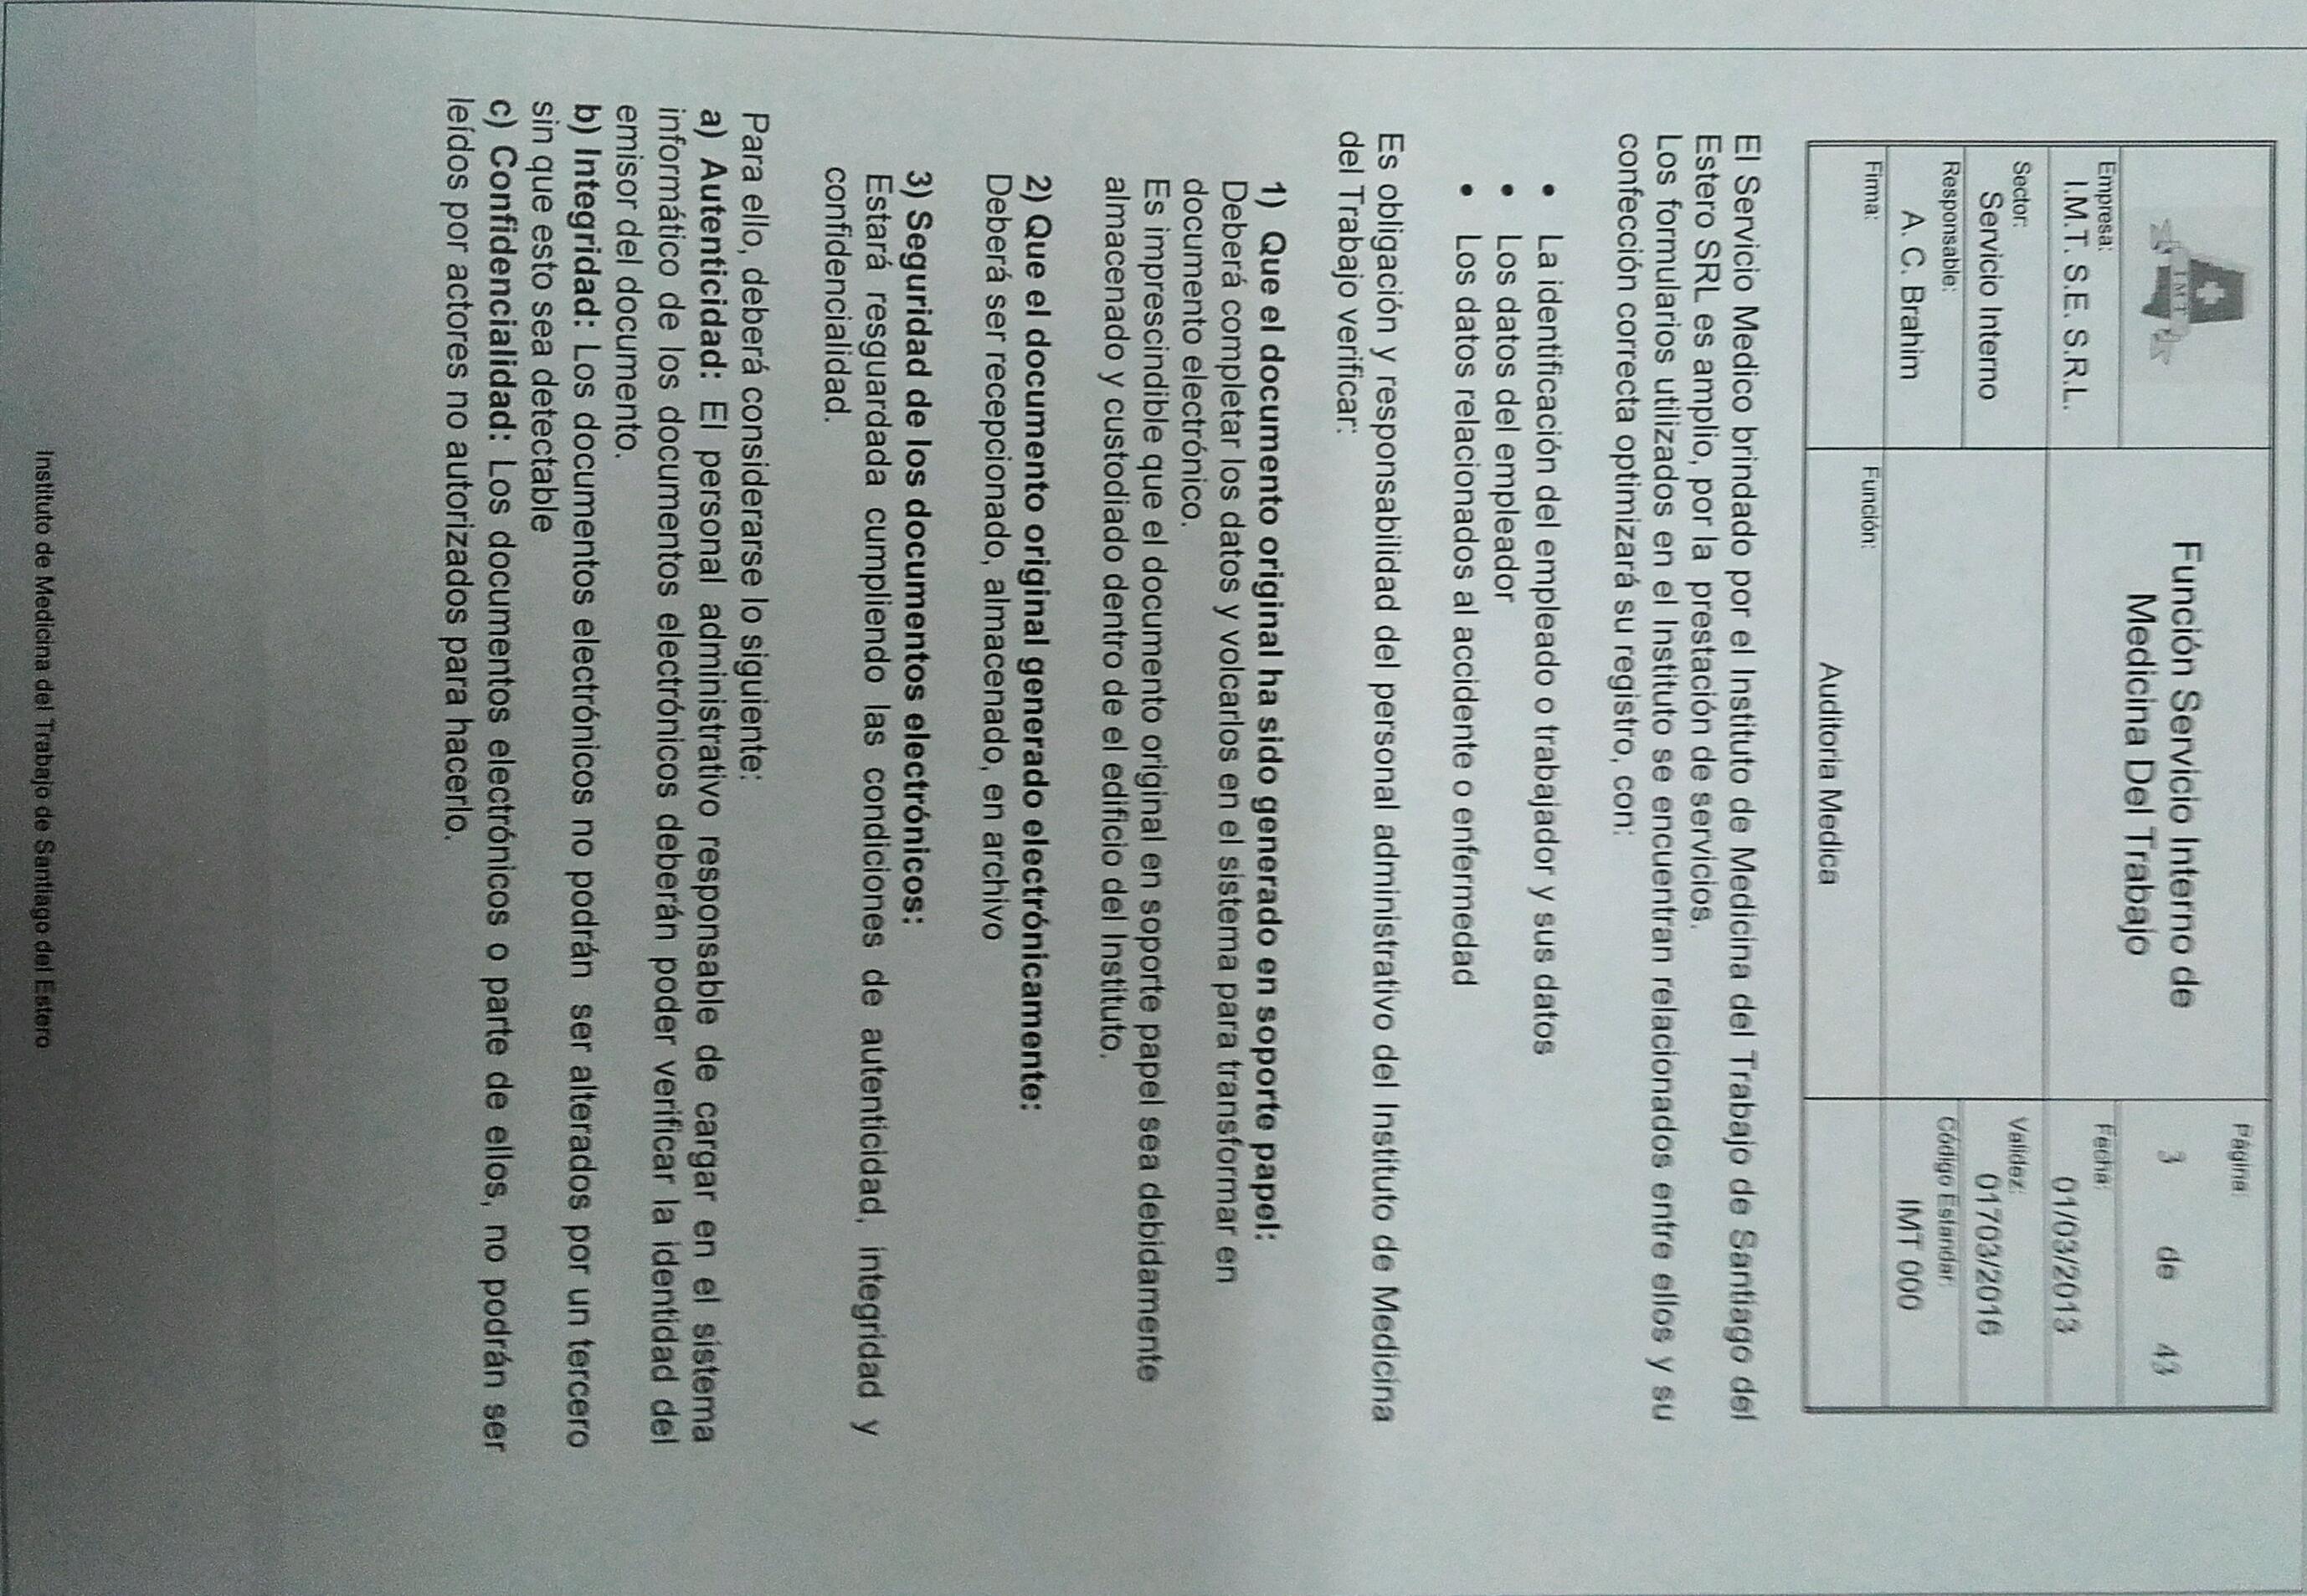 I.M.T.
Función Servicio Interno de
Medicina Del Trabajo
Página:
3 de 43
Empresa:
I.M.T. S.E. S.R.L.
Fecha:
01/03/2013
Sector:
Servicio Interno
Validez:
01703/2016
Responsable:
A. C. Brahim
Código Estandar:
IMT 000
Firma:
Función:
Auditoria Medica
El Servicio Medico brindado por el Instituto de Medicina del Trabajo de Santiago del
Estero SRL es amplio, por la prestación de servicios.
Los formularios utilizados en el Instituto se encuentran relacionados entre ellos y su
confección correcta optimizará su registro, con:
• La identificación del empleado o trabajador y sus datos
• Los datos del empleador
• Los datos relacionados al accidente o enfermedad
Es obligación y responsabilidad del personal administrativo del Instituto de Medicina
del Trabajo verificar:
1) Que el documento original ha sido generado en soporte papel:
Deberá completar los datos y volcarlos en el sistema para transformar en
documento electrónico.
Es imprescindible que el documento original en soporte papel sea debidamente
almacenado y custodiado dentro de el edificio del Instituto.
2) Que el documento original generado electrónicamente:
Deberá ser recepcionado, almacenado, en archivo
3) Seguridad de los documentos electrónicos:
Estará resguardada cumpliendo las condiciones de autenticidad, integridad y
confidencialidad.
Para ello, deberá considerarse lo siguiente:
a) Autenticidad: El personal administrativo responsable de cargar en el sistema
informático de los documentos electrónicos deberán poder verificar la identidad del
emisor del documento.
b) Integridad: Los documentos electrónicos no podrán ser alterados por un tercero
sin que esto sea detectable
c) Confidencialidad: Los documentos electrónicos o parte de ellos, no podrán ser
leídos por actores no autorizados para hacerlo.
Instituto de Medicina del Trabajo de Santiago del Estero